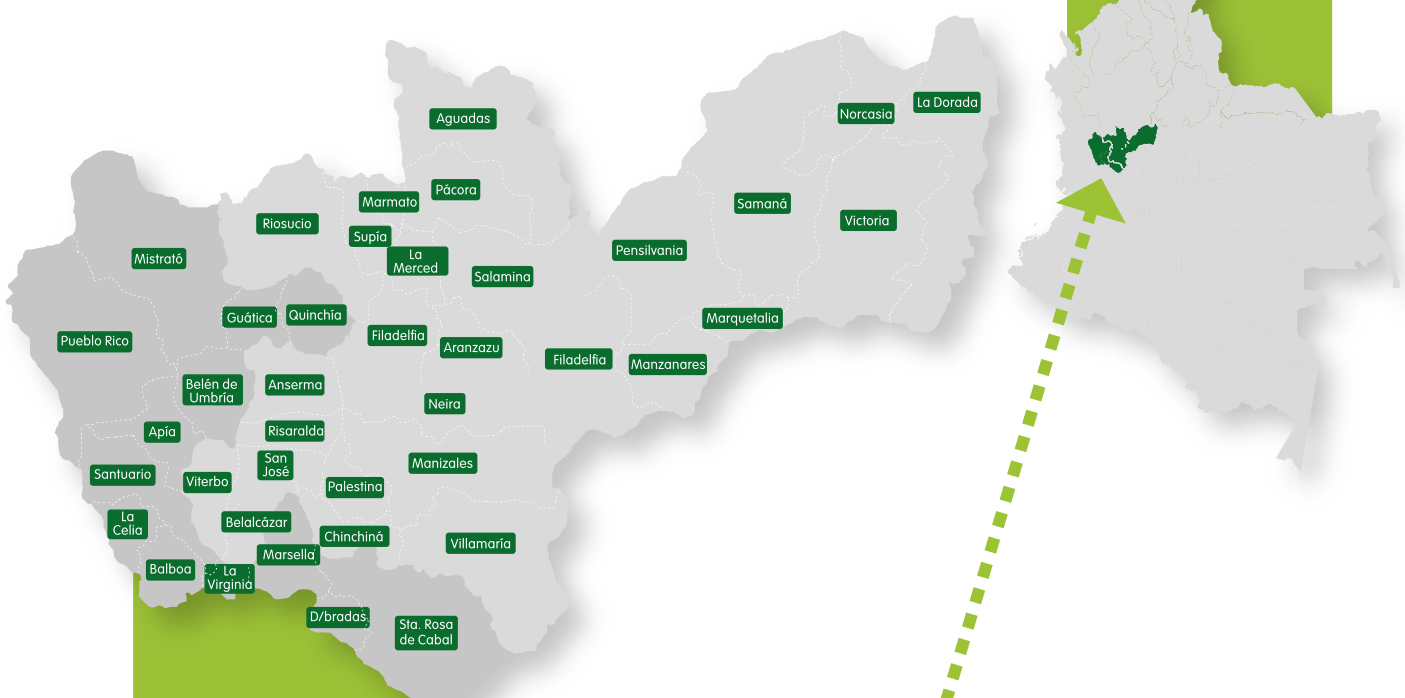 La Dorada
Norcasia
Aguadas
Pácora
Marmato
Samaná
Victoria
Riosucio
Supía
Pensilvania
La
Merced
Mistrató
Salamina
Quinchía
Guática
Marquetalia
Filadelfia
Pueblo Rico
Aranzazu
Filadelfia
Manzanares
Belén de
Umbría
Anserma
Neira
Apía
Risaralda
San
José
Manizales
Santuario
Viterbo
Palestina
La
Celia
Belalcázar
Chinchiná
Villamaría
Marsella
Balboa
La
Virginia
D/bradas
Sta. Rosa
de Cabal